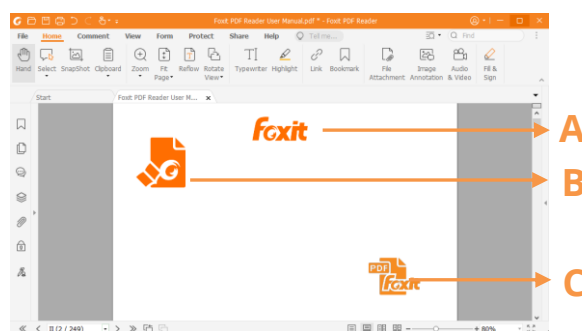 Foxit PDF Reader User Manual.pdf * - Foxit PDF Reader
File Home Comment View Form Protect Share Help Tell me... Find
Hand Select SnapShot Clipboard Zoom Fit Page Reflow Rotate View Typewriter Highlight Link Bookmark File Attachment Image Annotation Audio & Video Fill & Sign
Start Foxit PDF Reader User M...
Foxit A
B
PDF
Foxit C
II (2 / 249) + 80%